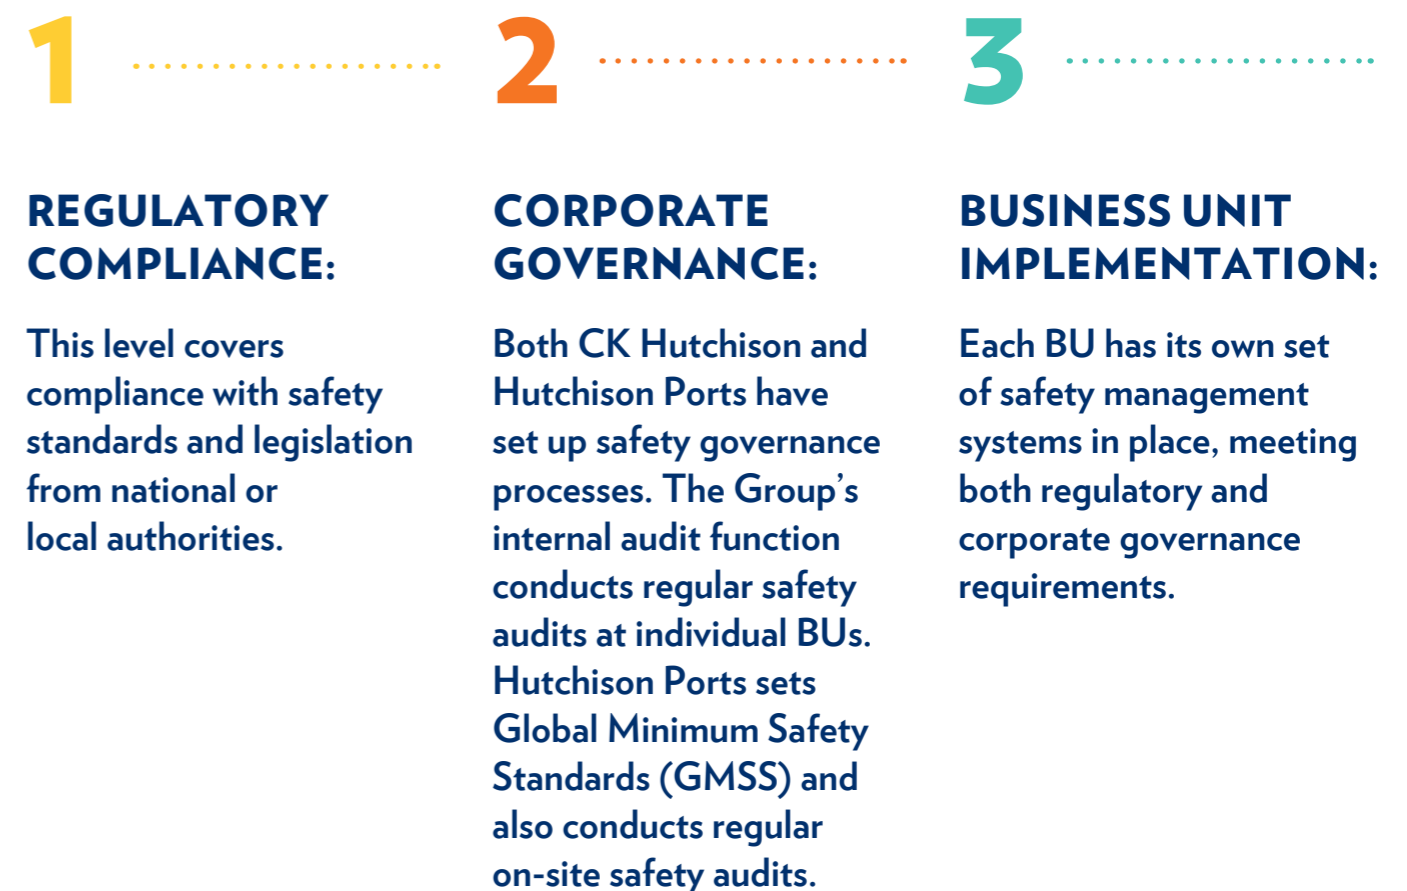 1
REGULATORY
COMPLIANCE:
This level covers
compliance with safety
standards and legislation
from national or
local authorities.
2
CORPORATE
GOVERNANCE:
Both CK Hutchison and
Hutchison Ports have
set up safety governance
processes. The Group’s
internal audit function
conducts regular safety
audits at individual BUs.
Hutchison Ports sets
Global Minimum Safety
Standards (GMSS) and
also conducts regular
on-site safety audits.
3
BUSINESS UNIT
IMPLEMENTATION:
Each BU has its own set
of safety management
systems in place, meeting
both regulatory and
corporate governance
requirements.